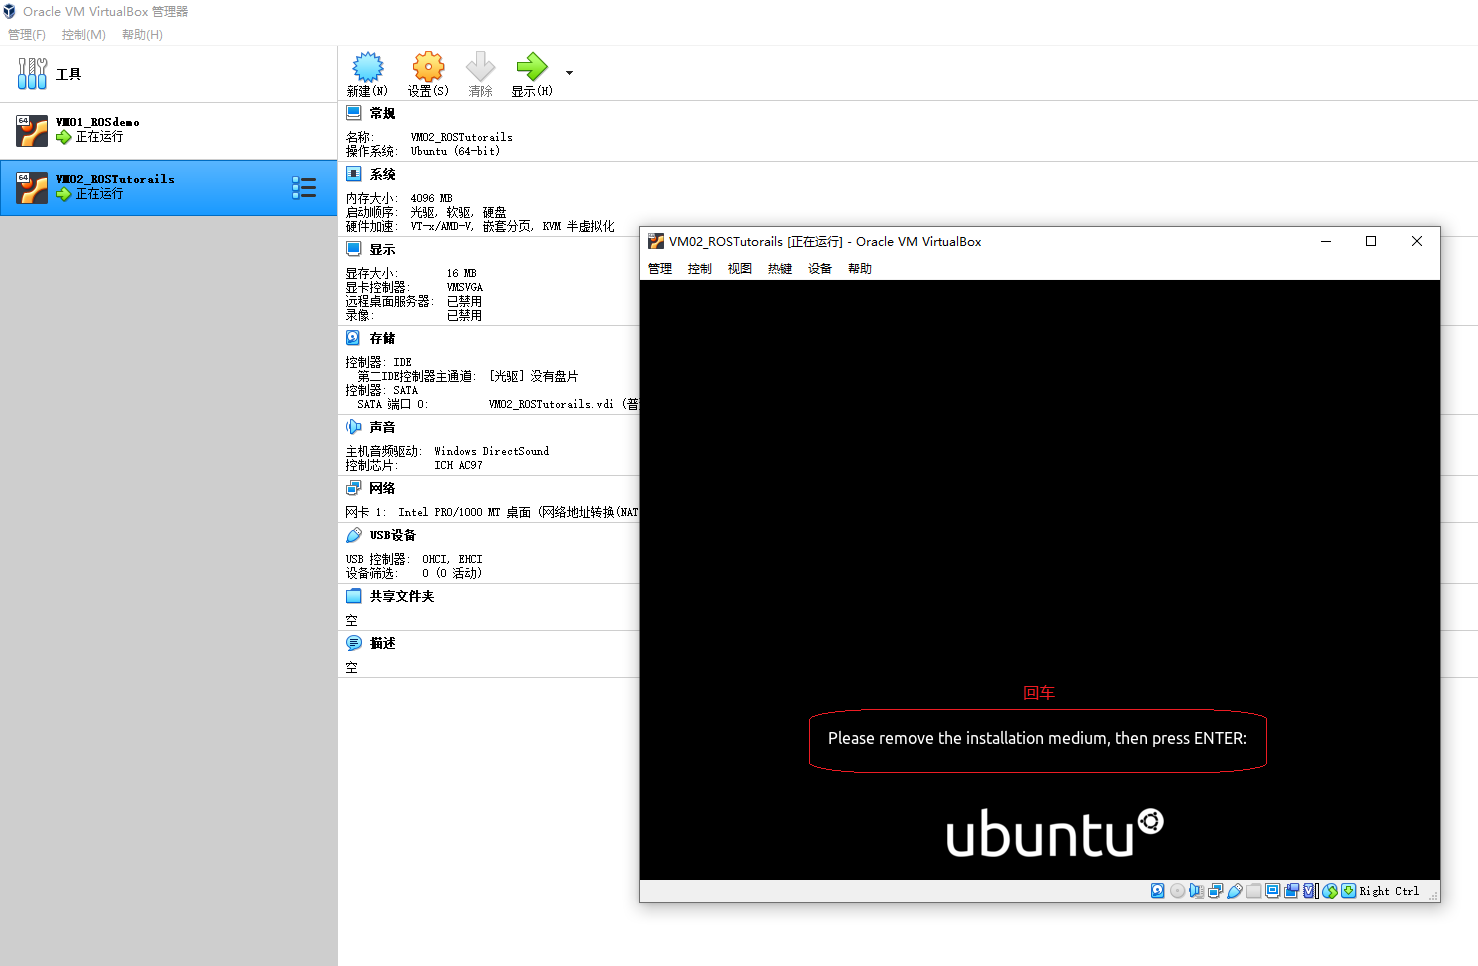 Oracle VM VirtualBox 管理器
管理(F) 控制(M) 帮助(H)
工具
新建(N) 设置(S) 清除 显示(H)
64
VM01_ROSdemo
正在运行
64
VM02_ROSTutorails
正在运行
常规
名称: VM02_ROSTutorails
操作系统: Ubuntu (64-bit)
系统
内存大小: 4096 MB
启动顺序: 光驱, 软驱, 硬盘
硬件加速: VT-x/AMD-V, 嵌套分页, KVM 半虚拟化
显示
显存大小: 16 MB
显卡控制器: VMSVGA
远程桌面服务器: 已禁用
录像: 已禁用
存储
控制器: IDE
第二IDE控制器主通道: [光驱] 没有盘片
控制器: SATA
SATA 端口 0: VM02_ROSTutorails.vdi (普
声音
主机音频驱动: Windows DirectSound
控制芯片: ICH AC97
网络
网卡 1: Intel PRO/1000 MT 桌面 (网络地址转换(NAT
USB设备
USB 控制器: OHCI, EHCI
设备筛选: 0 (0 活动)
共享文件夹
空
描述
空
VM02_ROSTutorails [正在运行] - Oracle VM VirtualBox
管理 控制 视图 热键 设备 帮助
回车
Please remove the installation medium, then press ENTER:
ubuntu
Right Ctrl